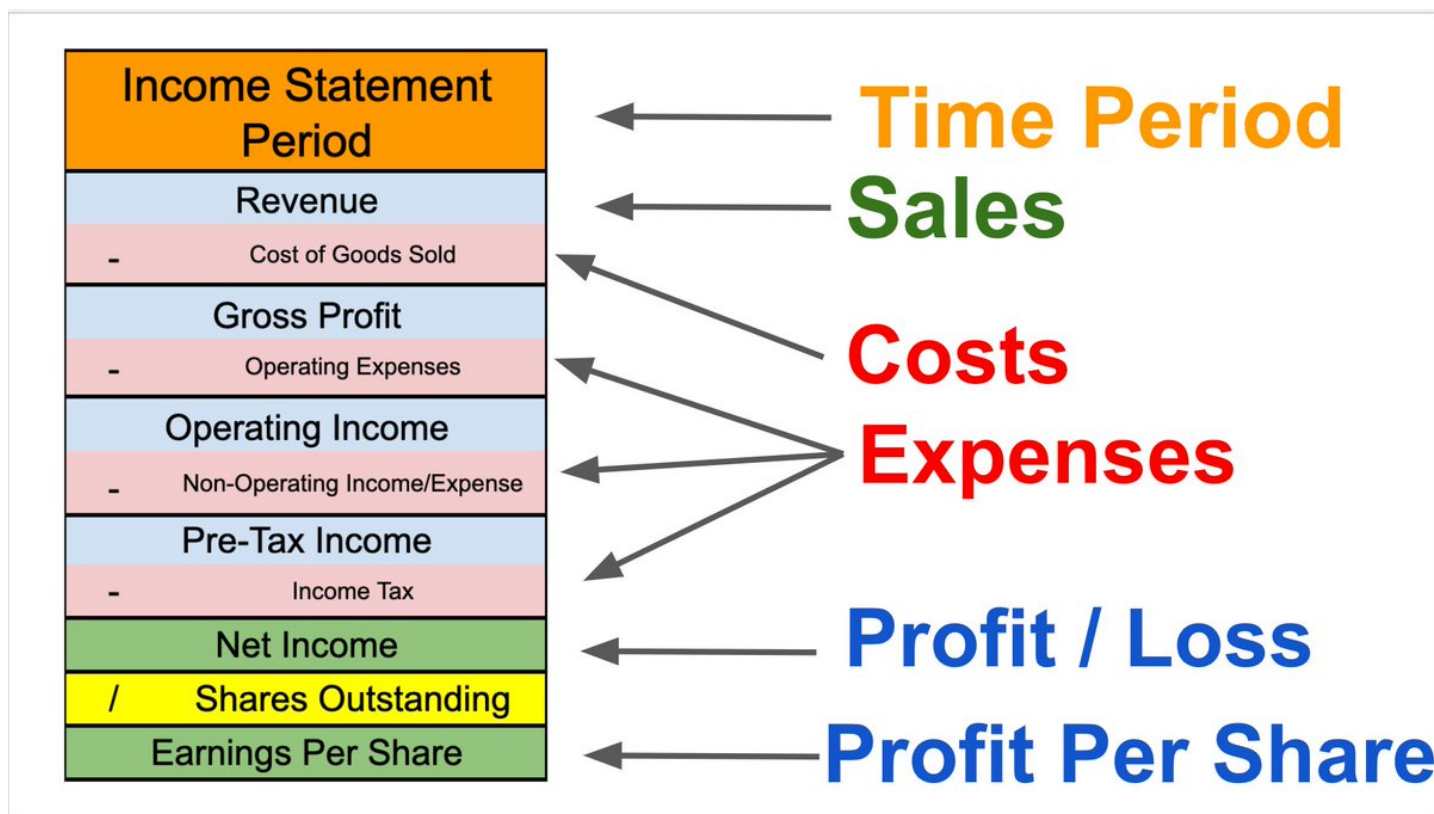 Income Statement
Period
Time Period
Revenue
Sales
- Cost of Goods Sold
Gross Profit
Costs
- Operating Expenses
Operating Income
Expenses
- Non-Operating Income/Expense
Pre-Tax Income
- Income Tax
Net Income
Profit / Loss
/ Shares Outstanding
Earnings Per Share
Profit Per Share